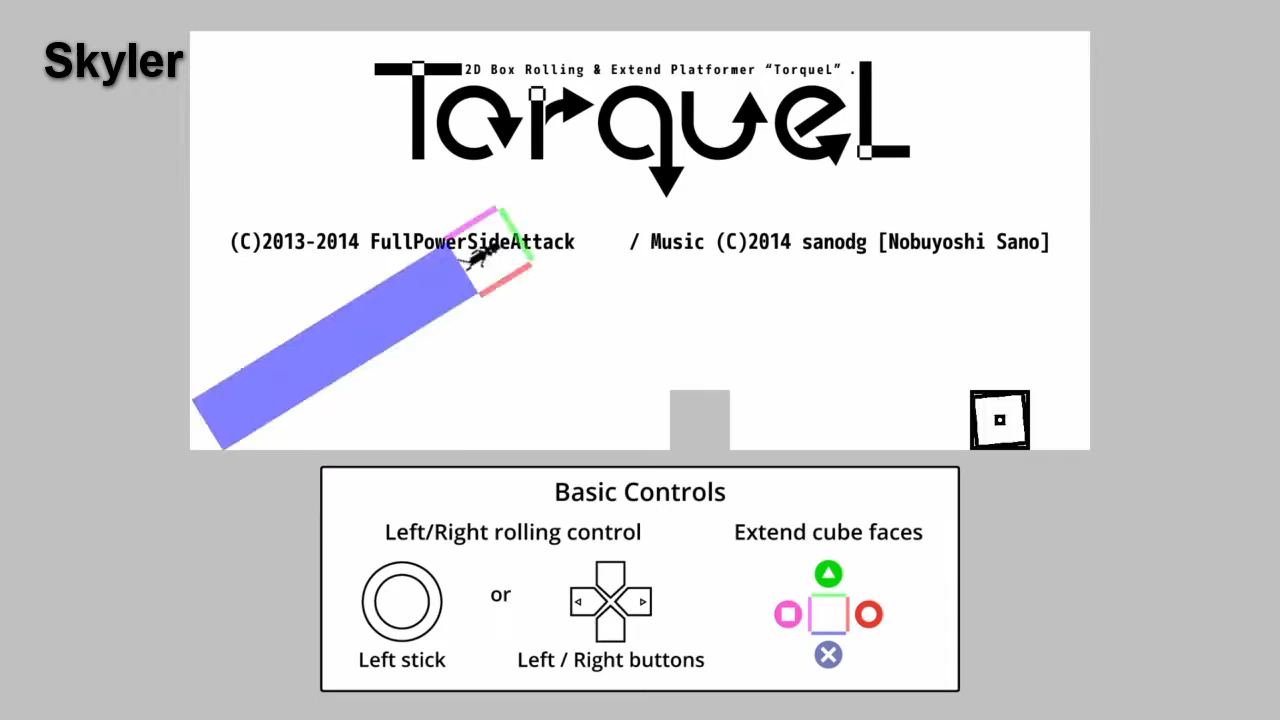 Skyler
2D Box Rolling & Extend Platformer “TorqueL” .
TorqueL
(C)2013-2014 FullPowerSideAttack / Music (C)2014 sanodg [Nobuyoshi Sano]
Basic Controls
Left/Right rolling control Extend cube faces
or
Left stick Left / Right buttons